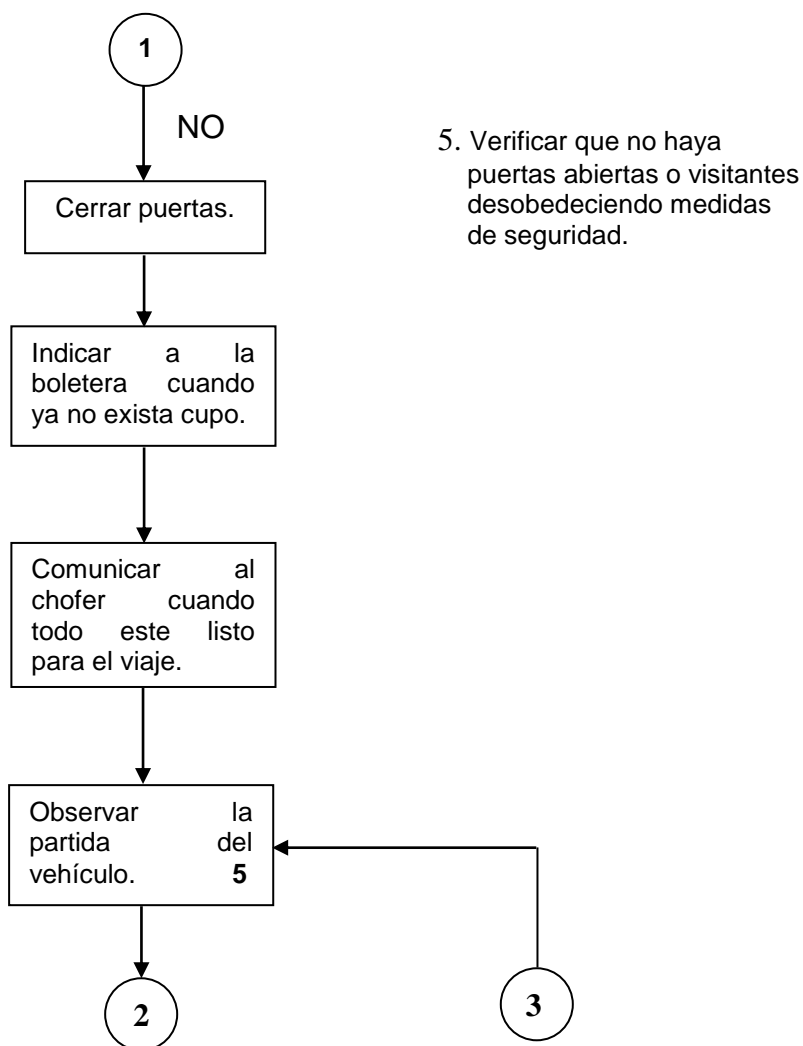 1
NO
5. Verificar que no haya
puertas abiertas o visitantes
desobedeciendo medidas
de seguridad.
Cerrar puertas.
Indicar a la
boletera cuando
ya no exista cupo.
Comunicar al
chofer cuando
todo este listo
para el viaje.
Observar la
partida del
vehículo. 5
2
3